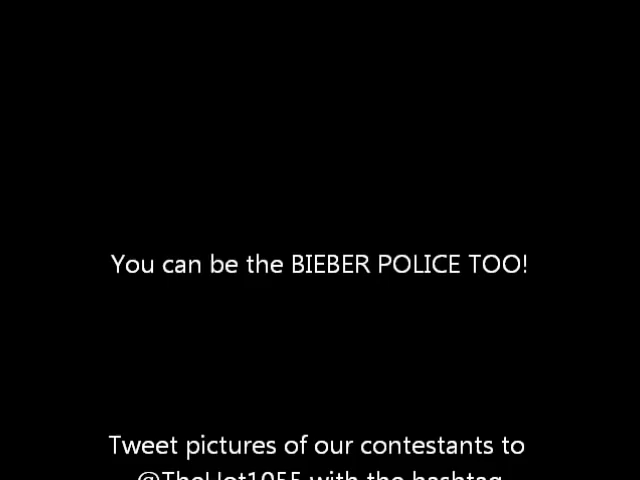 You can be the BIEBER POLICE TOO!
Tweet pictures of our contestants to
@TheHot1055 with the hashtag